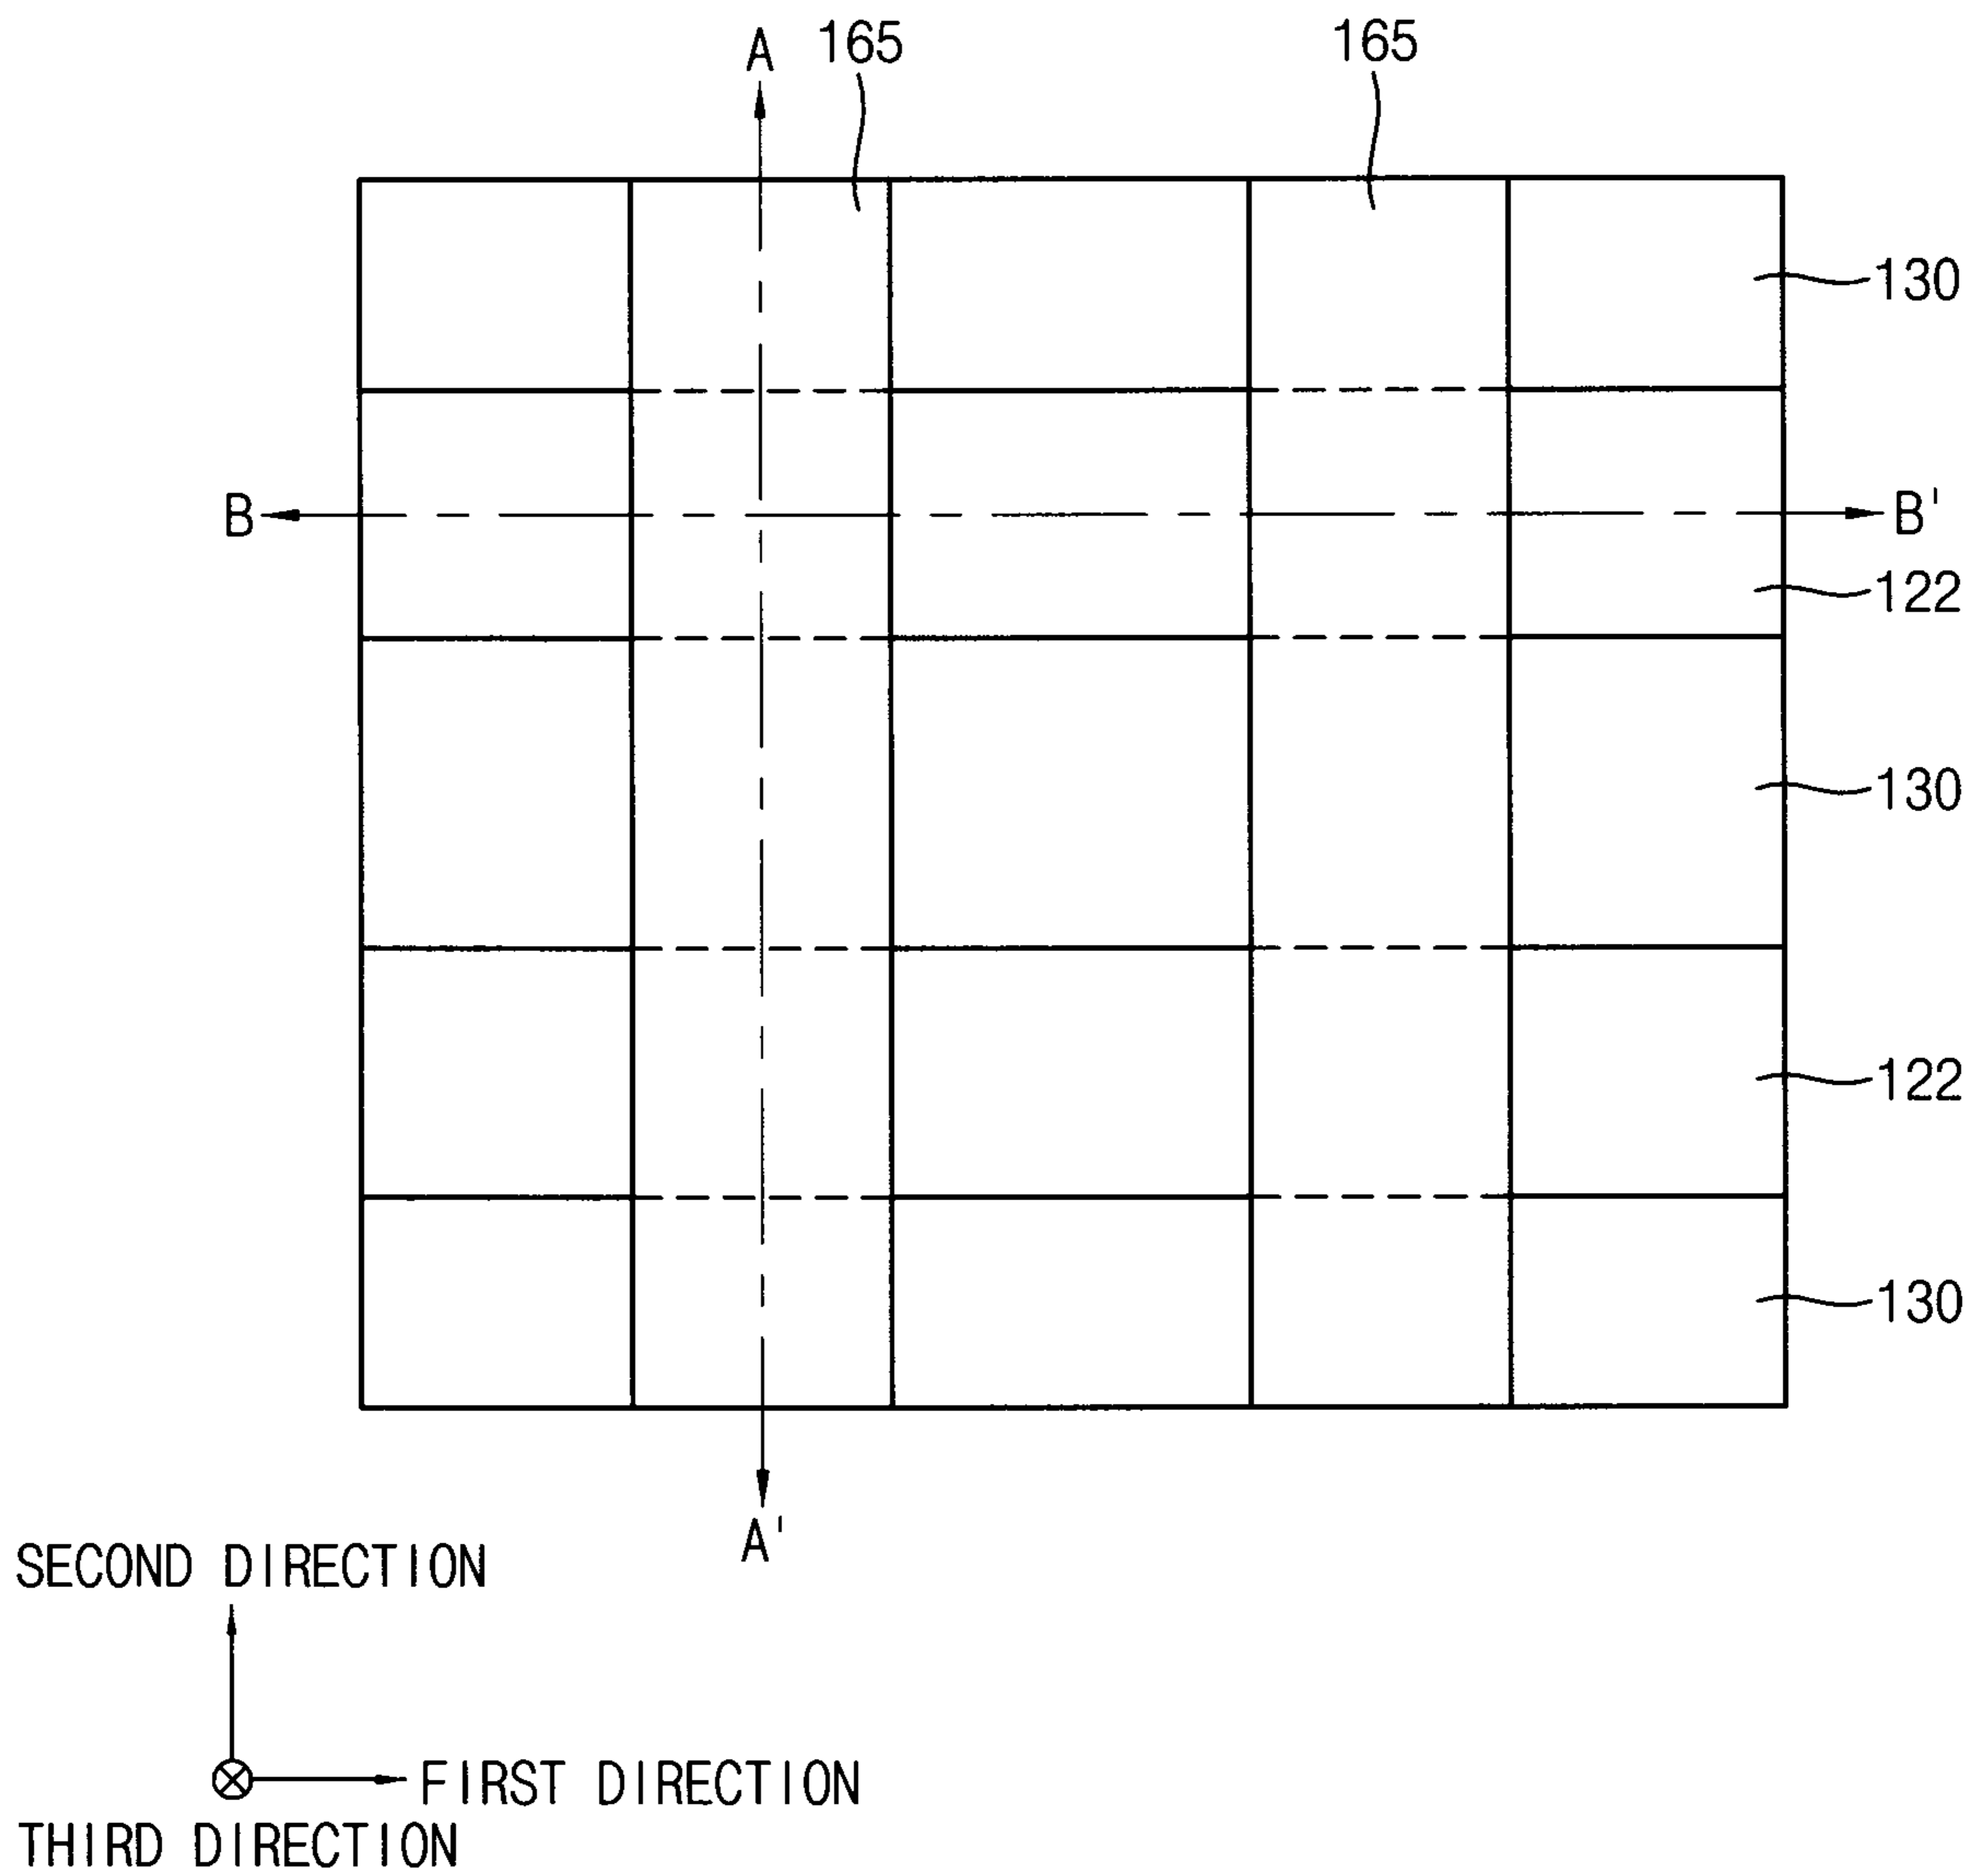 A 165 165
130
B B'
122
130
122
130
A'
SECOND DIRECTION
FIRST DIRECTION
THIRD DIRECTION